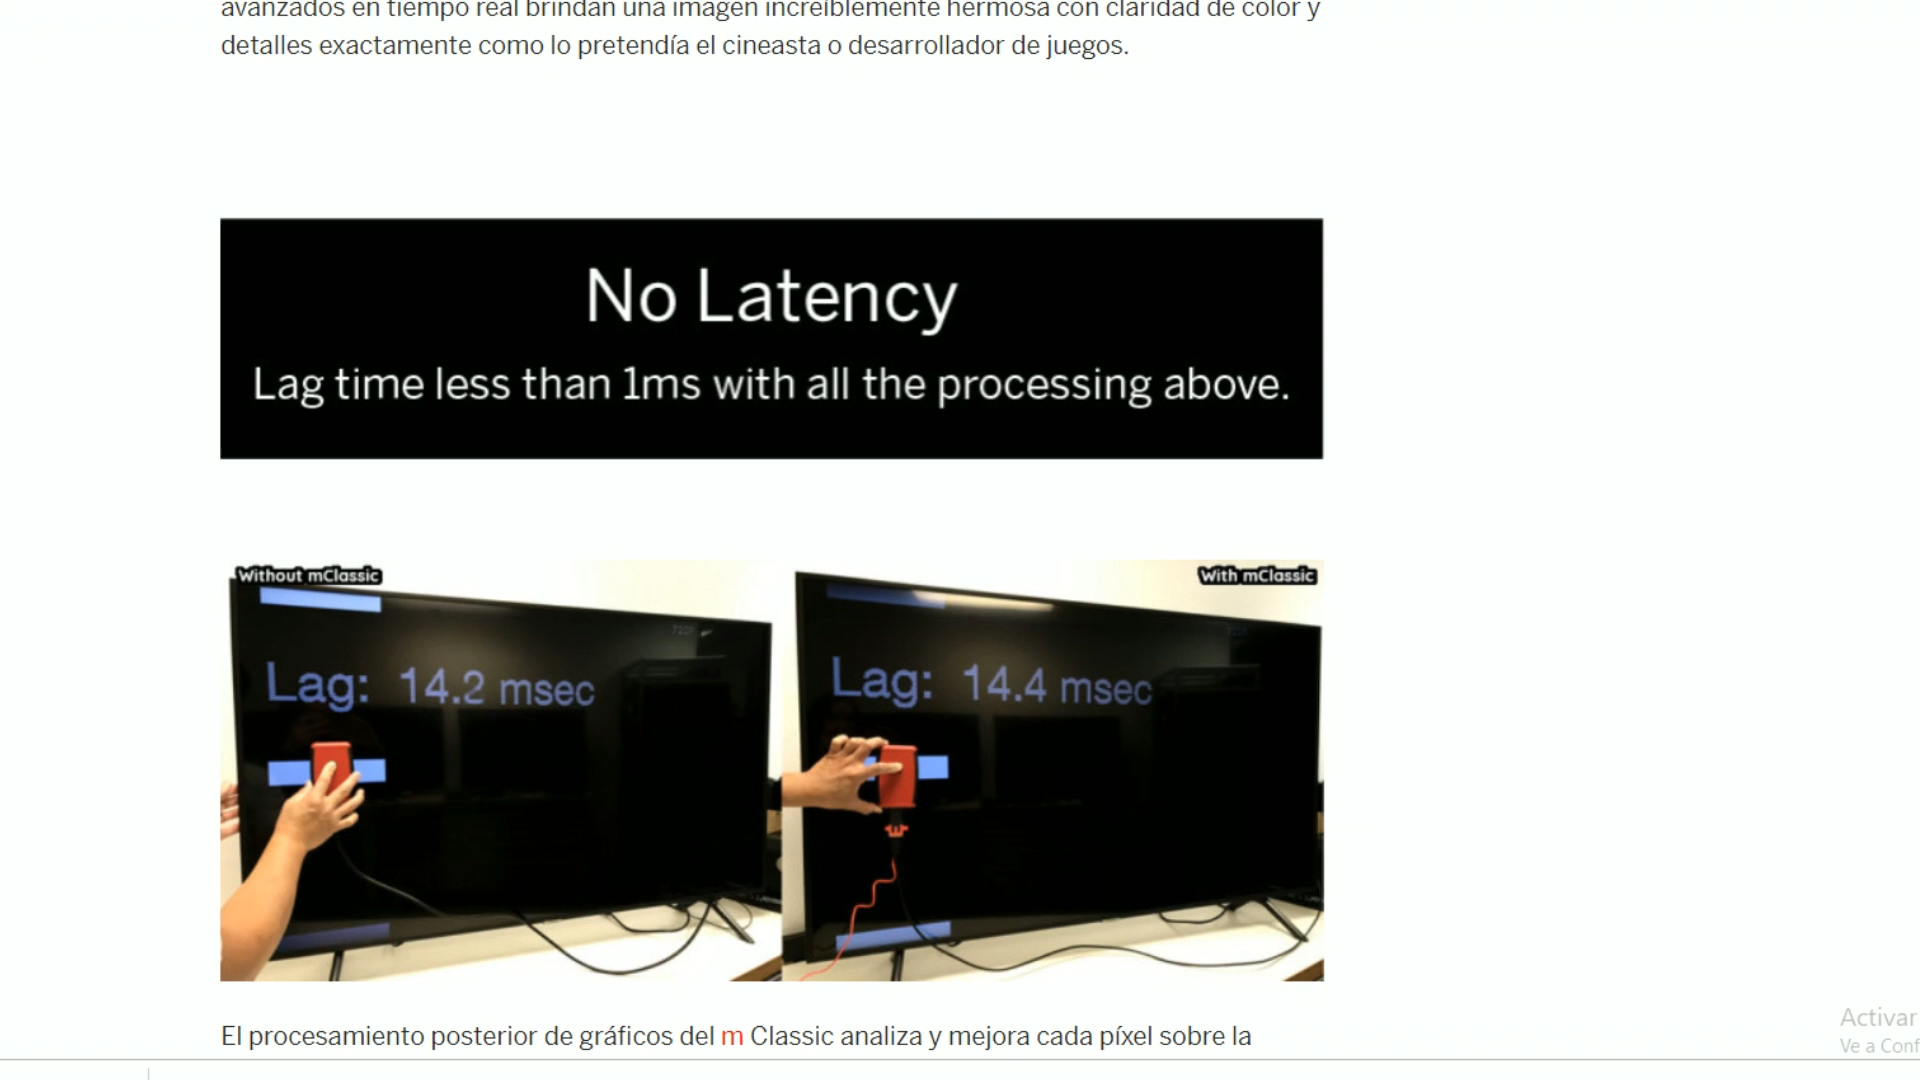 avanzados en tiempo real brindan una imagen increíblemente hermosa con claridad de color y
detalles exactamente como lo pretendía el cineasta o desarrollador de juegos.
No Latency
Lag time less than 1ms with all the processing above.
Without mClassic
With mClassic
720P
Lag: 14.2 msec
Lag: 14.4 msec
El procesamiento posterior de gráficos del m Classic analiza y mejora cada píxel sobre la
Activar
Ve a Conf